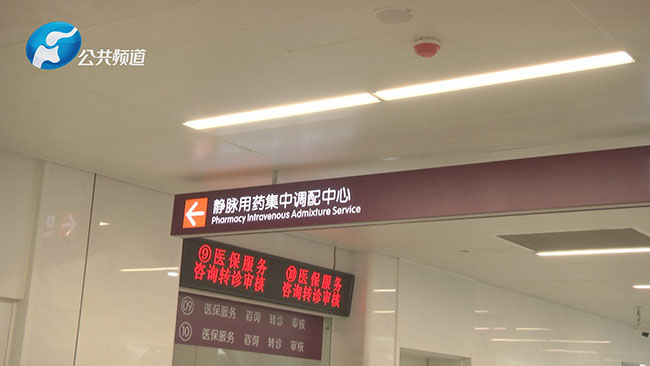 公共频道
静脉用药集中调配中心
Pharmacy Intravenous Admixture Service
⑨医保服务
咨询转诊审核
⑩医保服务
咨询转诊审核
09 医保服务 咨询 转诊 审核
10 医保服务 咨询 转诊 审核